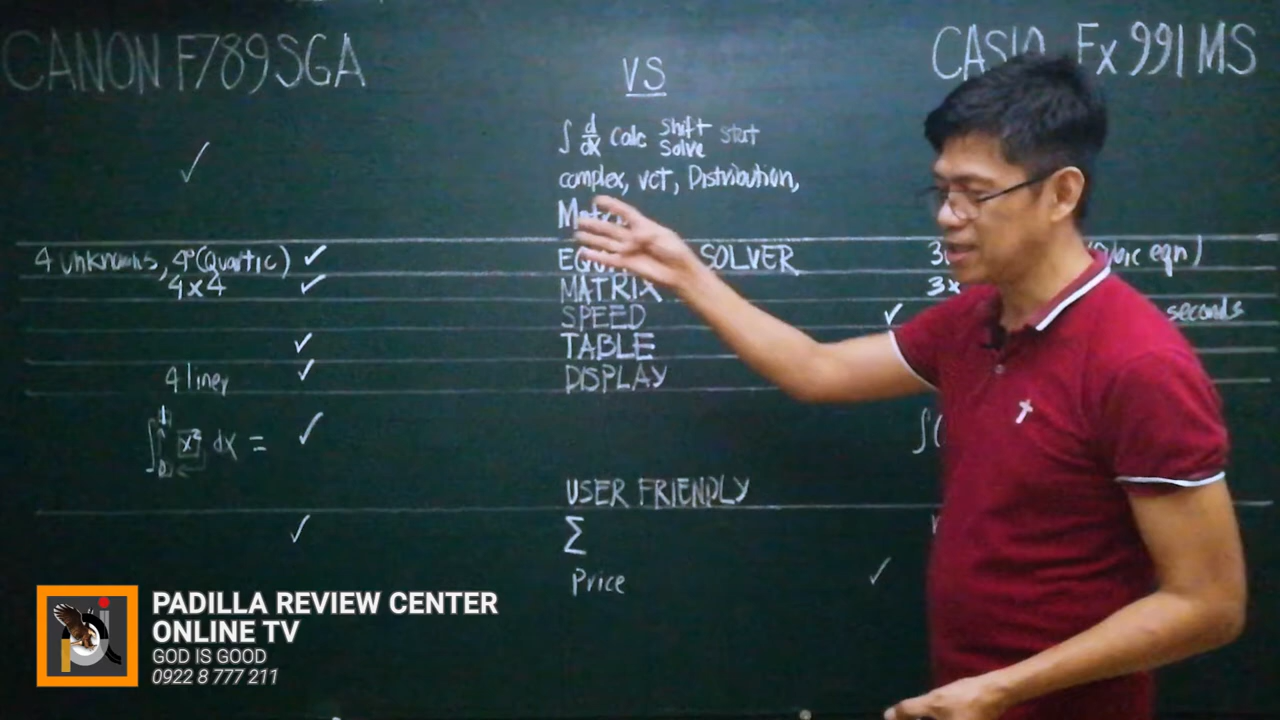 CANON F789SGA VS CASIO Fx 991 MS
∫ d/dx Calc Shift Solve stat
✓ complex, vct, Distribution,
4 unknowns, 4°(Quartic) ✓ SOLVER
4x4 ✓ MATRIX
SPEED ✓ seconds
✓ TABLE
4 lines ✓ DISPLAY
∫ x² dx = ✓ ∫(
USER FRIENDLY
✓ Σ
Price ✓
PADILLA REVIEW CENTER
ONLINE TV
GOD IS GOOD
0922 8 777 211